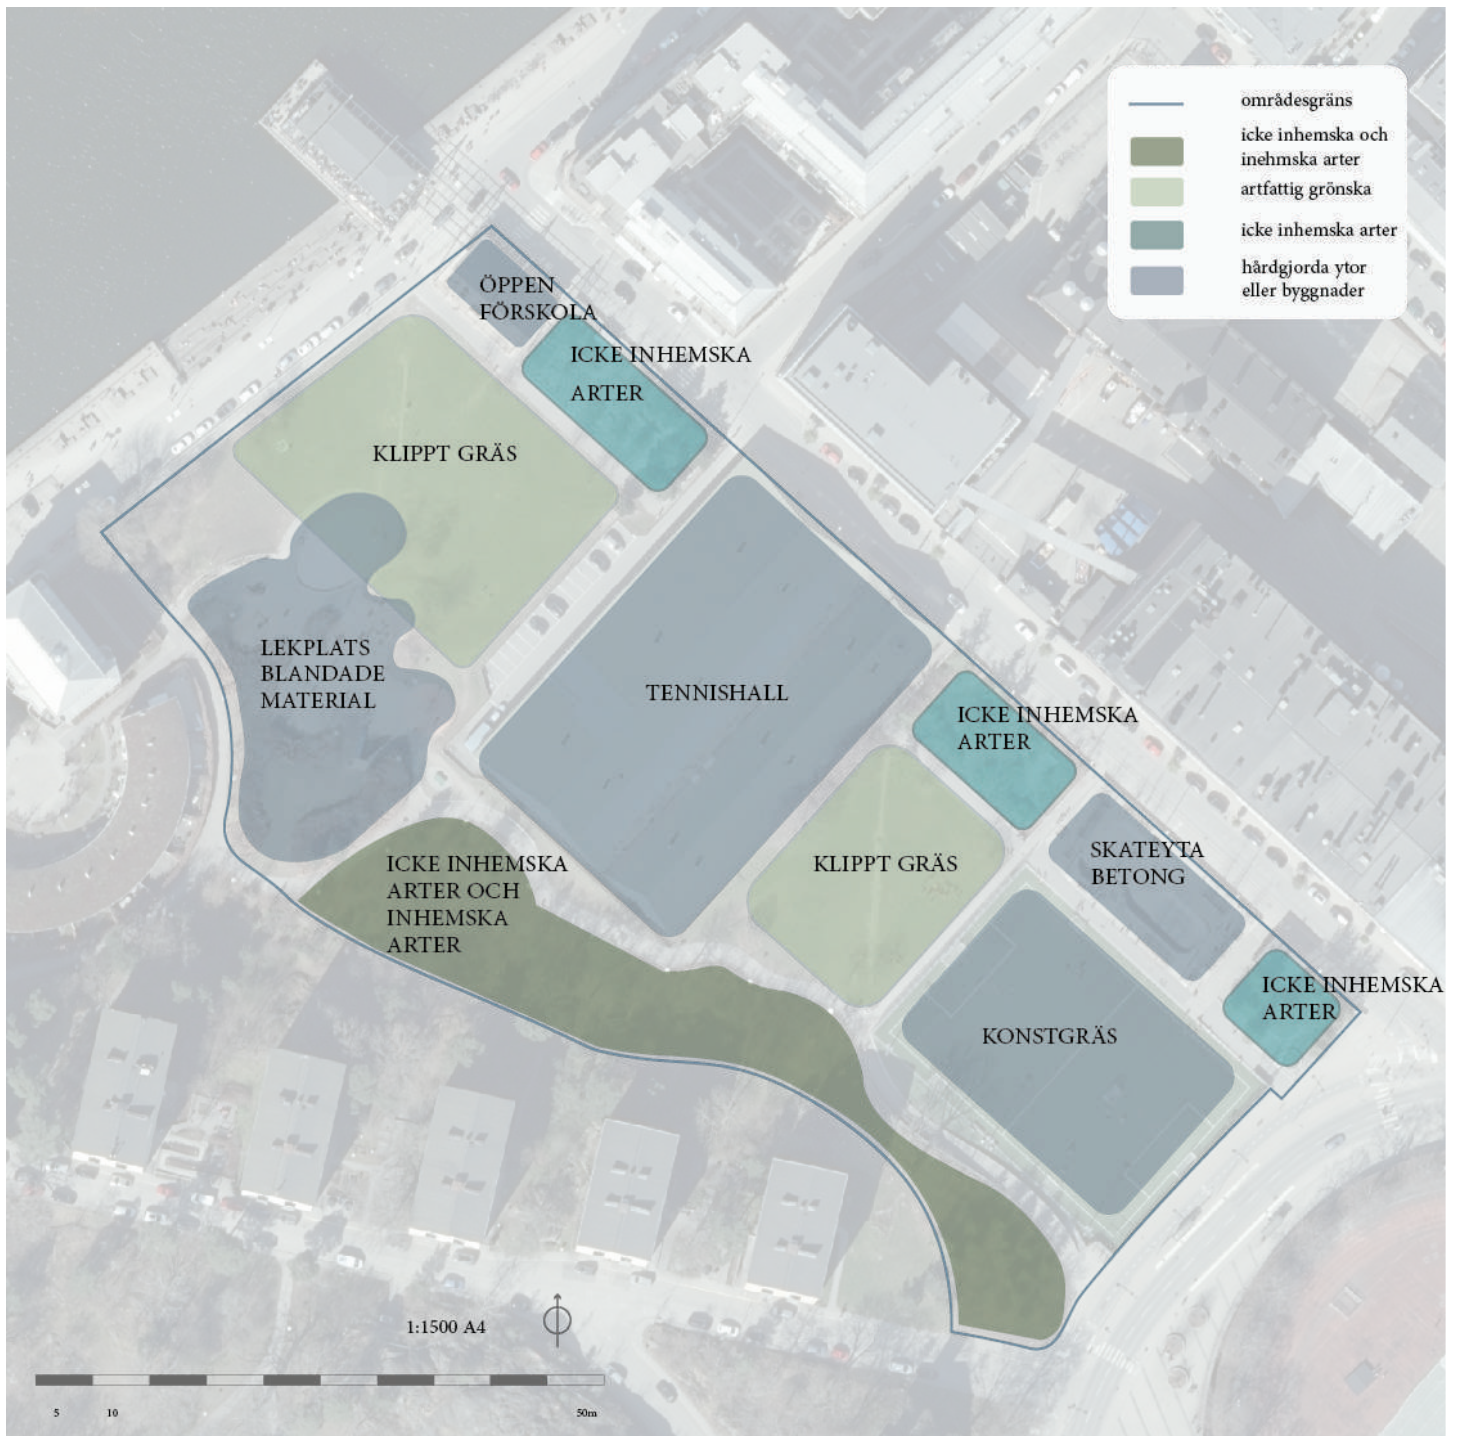 områdesgräns
icke inhemska och
inehmska arter
artfattig grönska
icke inhemska arter
hårdgjorda ytor
eller byggnader
ÖPPEN
FÖRSKOLA
ICKE INHEMSKA
ARTER
KLIPPT GRÄS
LEKPLATS
BLANDADE
MATERIAL
TENNISHALL
ICKE INHEMSKA
ARTER
KLIPPT GRÄS
SKATEYTA
BETONG
ICKE INHEMSKA
ARTER OCH
INHEMSKA
ARTER
ICKE INHEMSKA
ARTER
KONSTGRÄS
1:1500 A4
5 10 50m